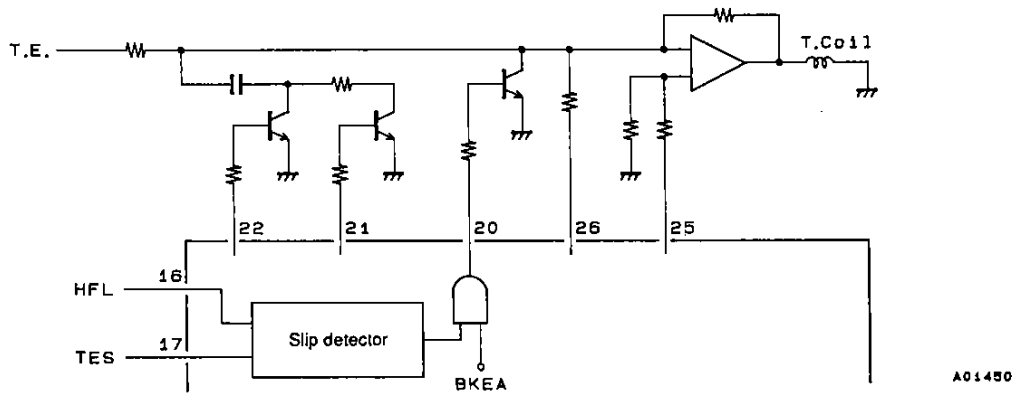 T.E.
T.Coil
22
21
20
26
25
HFL
16
TES
17
Slip detector
BKEA
A01450